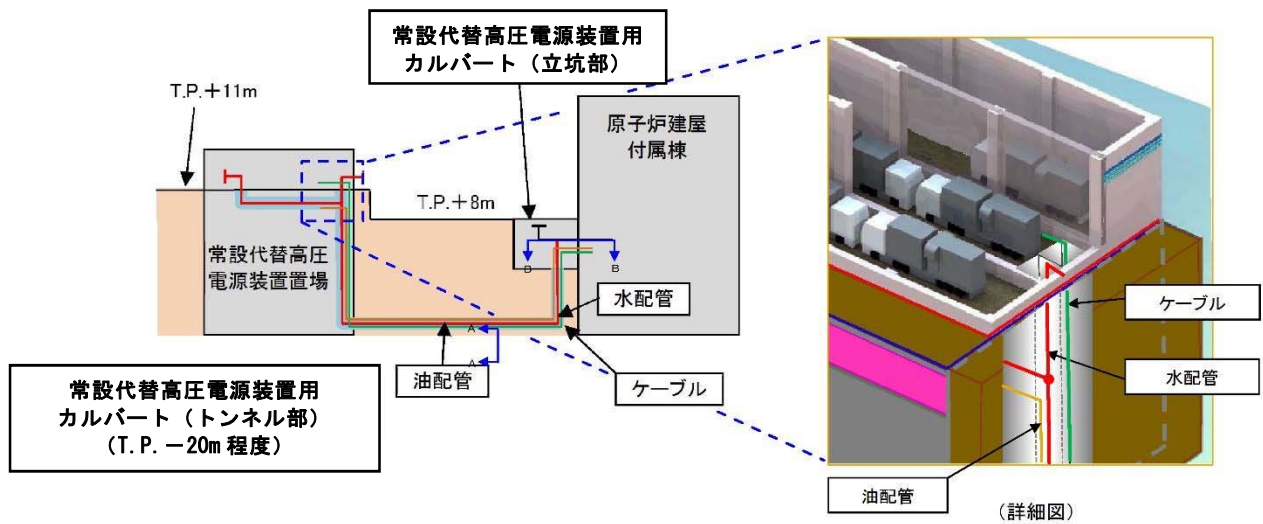 常設代替高圧電源装置用
カルバート（立坑部）
T.P.＋11m
原子炉建屋
付属棟
T.P.＋8m
常設代替高圧
電源装置置場
B
B
水配管
A
A
油配管
ケーブル
常設代替高圧電源装置用
カルバート（トンネル部）
（T.P.－20m程度）
ケーブル
水配管
油配管
（詳細図）